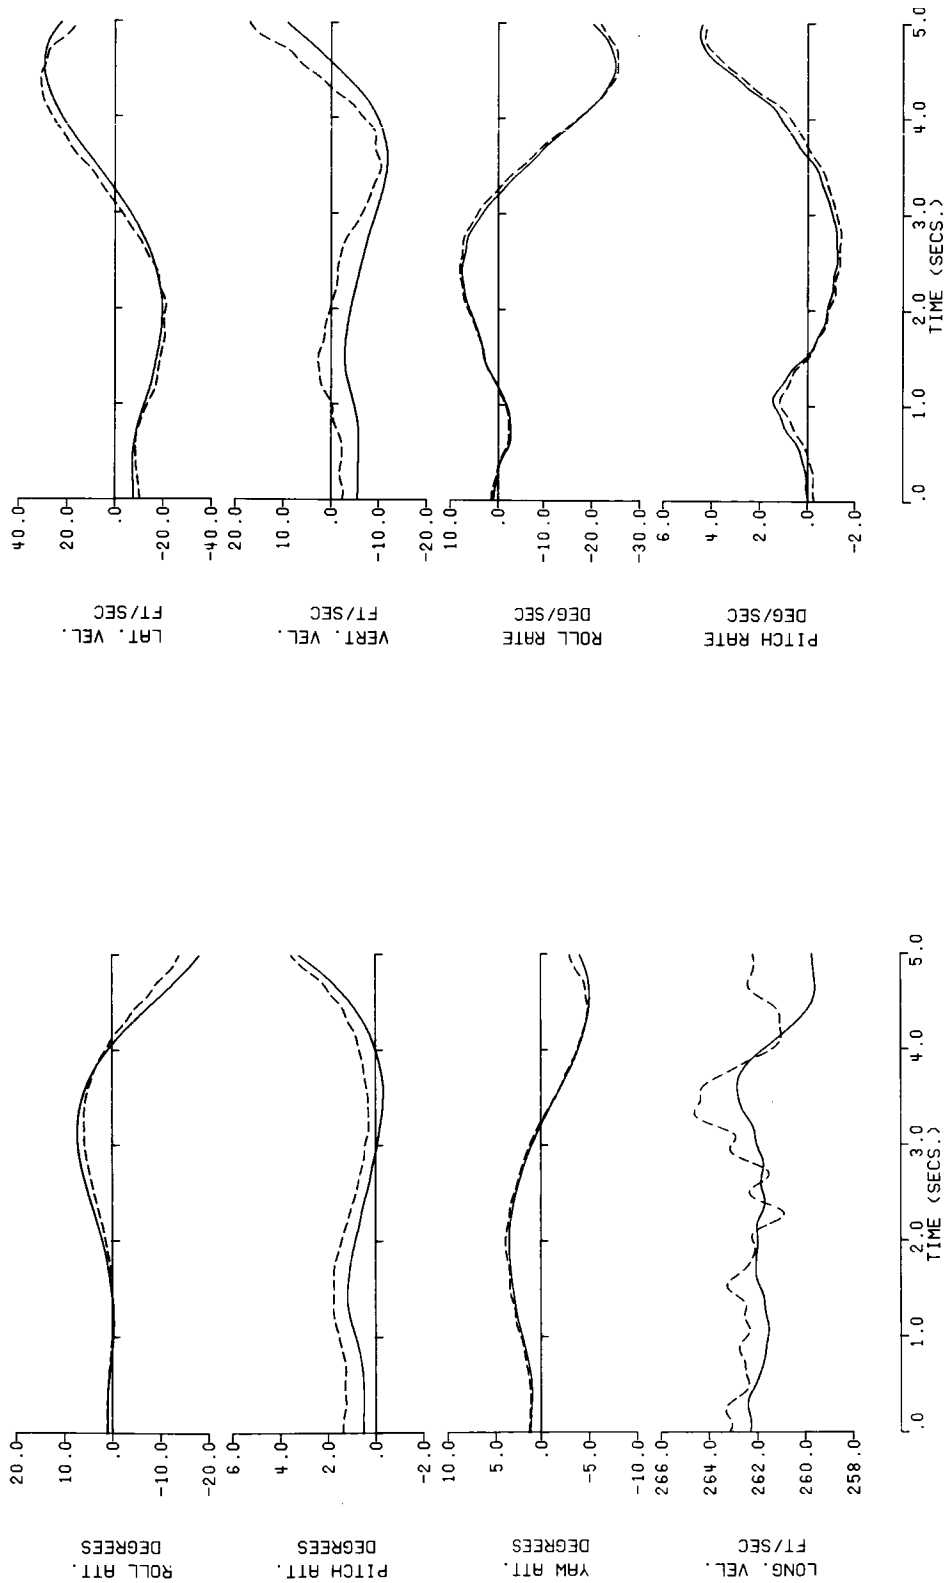 ROLL ATT.
DEGREES
20.0
10.0
.0
-10.0
-20.0
PITCH ATT.
DEGREES
6.0
4.0
2.0
.0
-2.0
YAW ATT.
DEGREES
10.0
5.0
.0
-5.0
-10.0
LONG. VEL.
FT/SEC
266.0
264.0
262.0
260.0
258.0
.0
1.0
2.0
3.0
4.0
5.0
TIME (SECS.)
LAT. VEL.
FT/SEC
40.0
20.0
.0
-20.0
-40.0
VERT. VEL.
FT/SEC
20.0
10.0
.0
-10.0
-20.0
ROLL RATE
DEG/SEC
10.0
.0
-10.0
-20.0
-30.0
PITCH RATE
DEG/SEC
6.0
4.0
2.0
.0
-2.0
.0
1.0
2.0
3.0
4.0
5.0
TIME (SECS.)